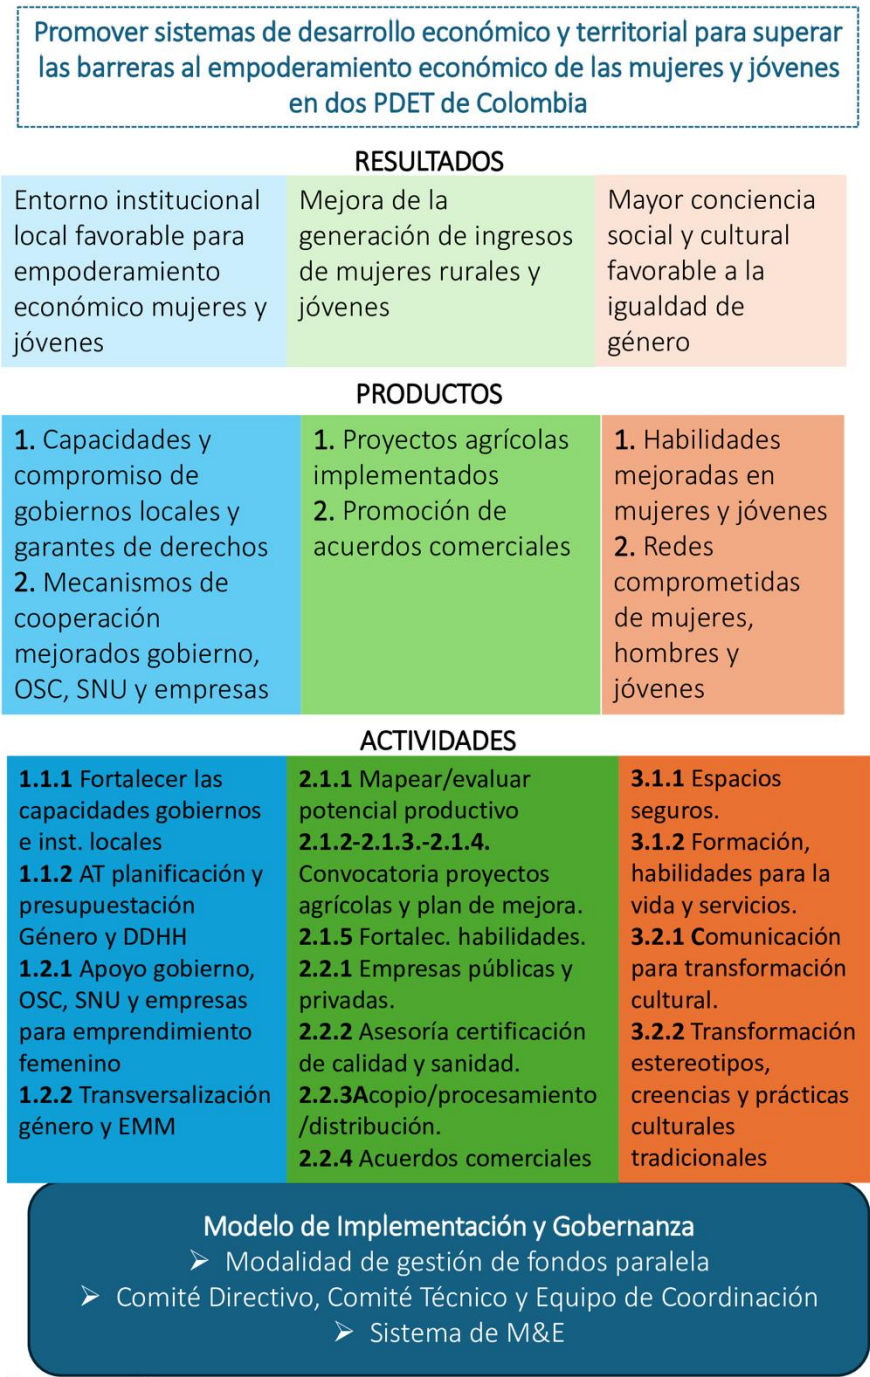 Promover sistemas de desarrollo económico y territorial para superar
las barreras al empoderamiento económico de las mujeres y jóvenes
en dos PDET de Colombia
RESULTADOS
Entorno institucional
local favorable para
empoderamiento
económico mujeres y
jóvenes
Mejora de la
generación de ingresos
de mujeres rurales y
jóvenes
Mayor conciencia
social y cultural
favorable a la
igualdad de
género
PRODUCTOS
1. Capacidades y
compromiso de
gobiernos locales y
garantes de derechos
2. Mecanismos de
cooperación
mejorados gobierno,
OSC, SNU y empresas
1. Proyectos agrícolas
implementados
2. Promoción de
acuerdos comerciales
1. Habilidades
mejoradas en
mujeres y jóvenes
2. Redes
comprometidas
de mujeres,
hombres y
jóvenes
ACTIVIDADES
1.1.1 Fortalecer las
capacidades gobiernos
e inst. locales
1.1.2 AT planificación y
presupuestación
Género y DDHH
1.2.1 Apoyo gobierno,
OSC, SNU y empresas
para emprendimiento
femenino
1.2.2 Transversalización
género y EMM
2.1.1 Mapear/evaluar
potencial productivo
2.1.2-2.1.3.-2.1.4.
Convocatoria proyectos
agrícolas y plan de mejora.
2.1.5 Fortalec. habilidades.
2.2.1 Empresas públicas y
privadas.
2.2.2 Asesoría certificación
de calidad y sanidad.
2.2.3Acopio/procesamiento
/distribución.
2.2.4 Acuerdos comerciales
3.1.1 Espacios
seguros.
3.1.2 Formación,
habilidades para la
vida y servicios.
3.2.1 Comunicación
para transformación
cultural.
3.2.2 Transformación
estereotipos,
creencias y prácticas
culturales
tradicionales
Modelo de Implementación y Gobernanza
➢ Modalidad de gestión de fondos paralela
➢ Comité Directivo, Comité Técnico y Equipo de Coordinación
➢ Sistema de M&E